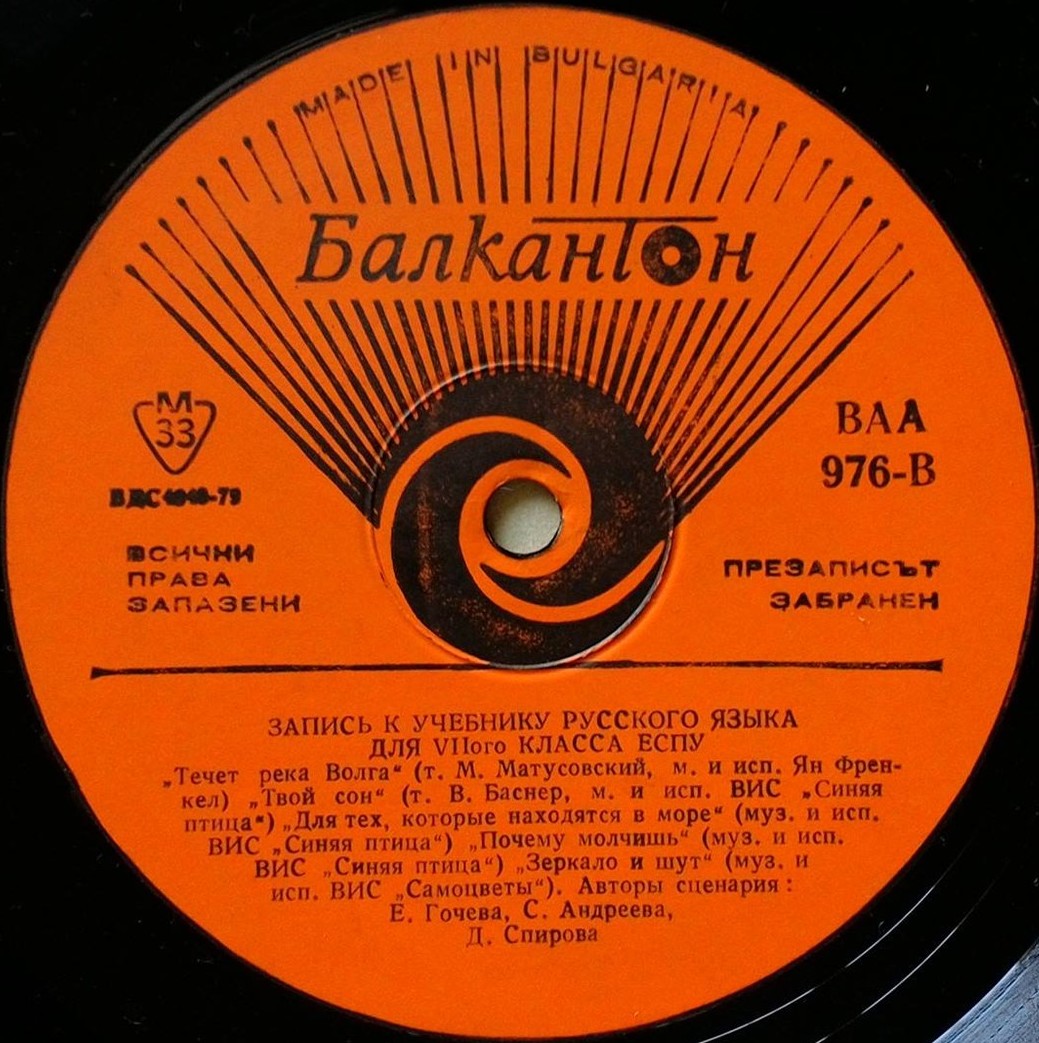 MADE IN BULGARIA
Балкантон
М
33
БДС4048-79
ВСИЧКИ
ПРАВА
ЗАПАЗЕНИ
ВАА
976-В
ПРЕЗАПИСЪТ
ЗАБРАНЕН
ЗАПИСЬ К УЧЕБНИКУ РУССКОГО ЯЗЫКА
ДЛЯ VIIого КЛАССА ЕСПУ
„Течет река Волга“ (т. М. Матусовский, м. и исп. Ян Френ-
кел) „Твой сон“ (т. В. Баснер, м. и исп. ВИС „Синяя
птица“) „Для тех, которые находятся в море“ (муз. и исп.
ВИС „Синяя птица“) „Почему молчишь“ (муз. и исп.
ВИС „Синяя птица“) „Зеркало и шут“ (муз. и
исп. ВИС „Самоцветы“). Авторы сценария:
Е. Гочева, С. Андреева,
Д. Спирова